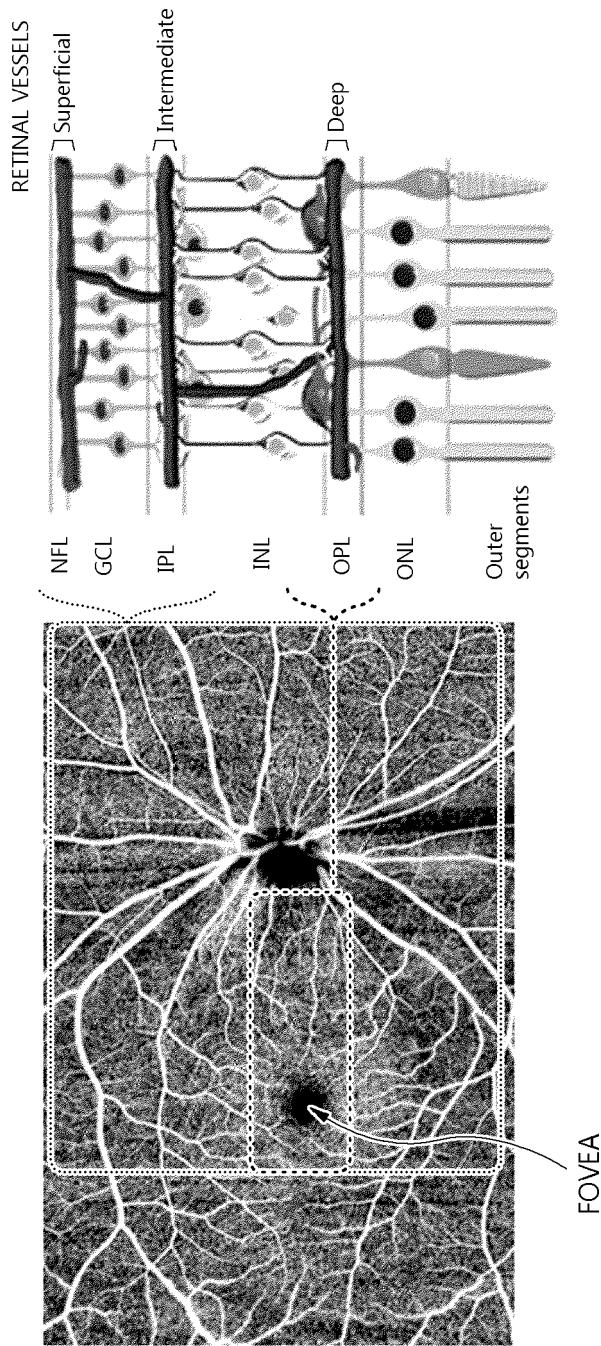 RETINAL VESSELS
Superficial
Intermediate
Deep
NFL
GCL
IPL
INL
OPL
ONL
Outer
segments
FOVEA